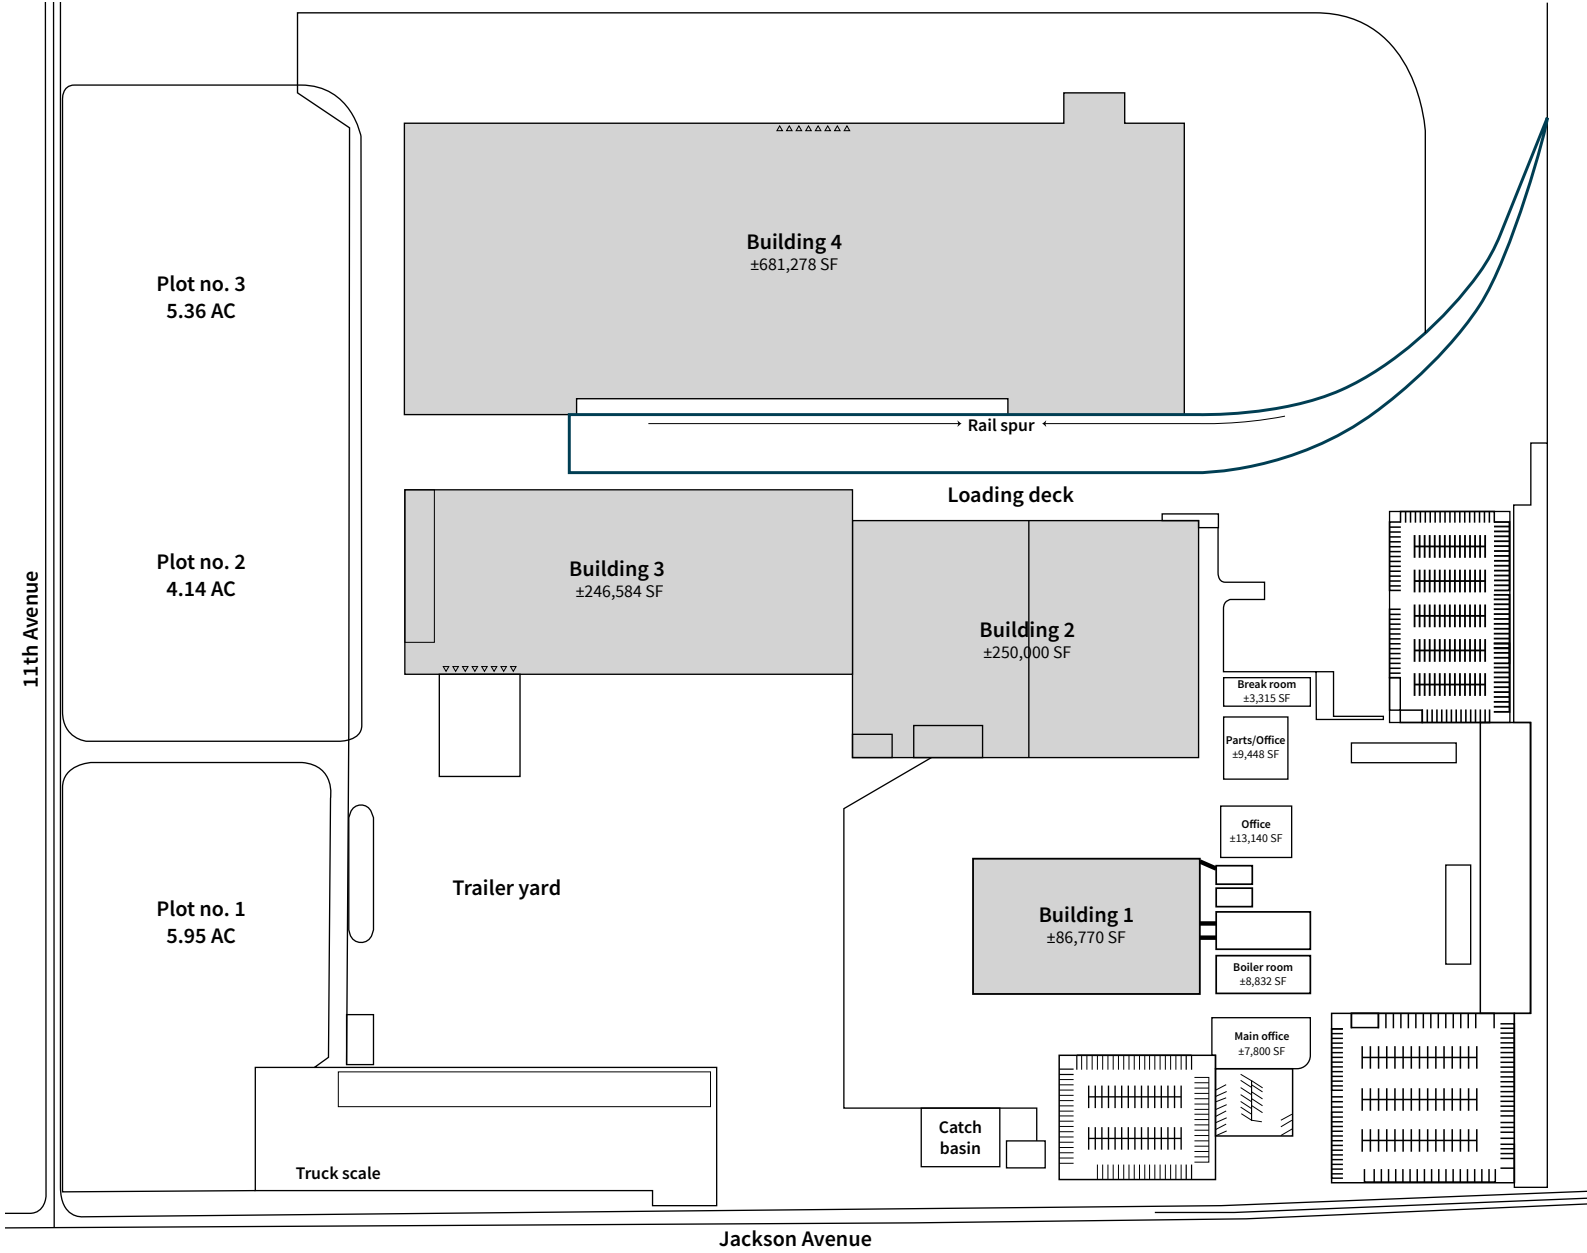 Building 4
±681,278 SF
Plot no. 3
5.36 AC
Rail spur
Loading deck
Plot no. 2
4.14 AC
Building 3
±246,584 SF
11th Avenue
Building 2
±250,000 SF
Break room
±3,315 SF
Parts/Office
±9,448 SF
Office
±13,140 SF
Trailer yard
Plot no. 1
5.95 AC
Building 1
±86,770 SF
Boiler room
±8,832 SF
Main office
±7,800 SF
Catch
basin
Truck scale
Jackson Avenue